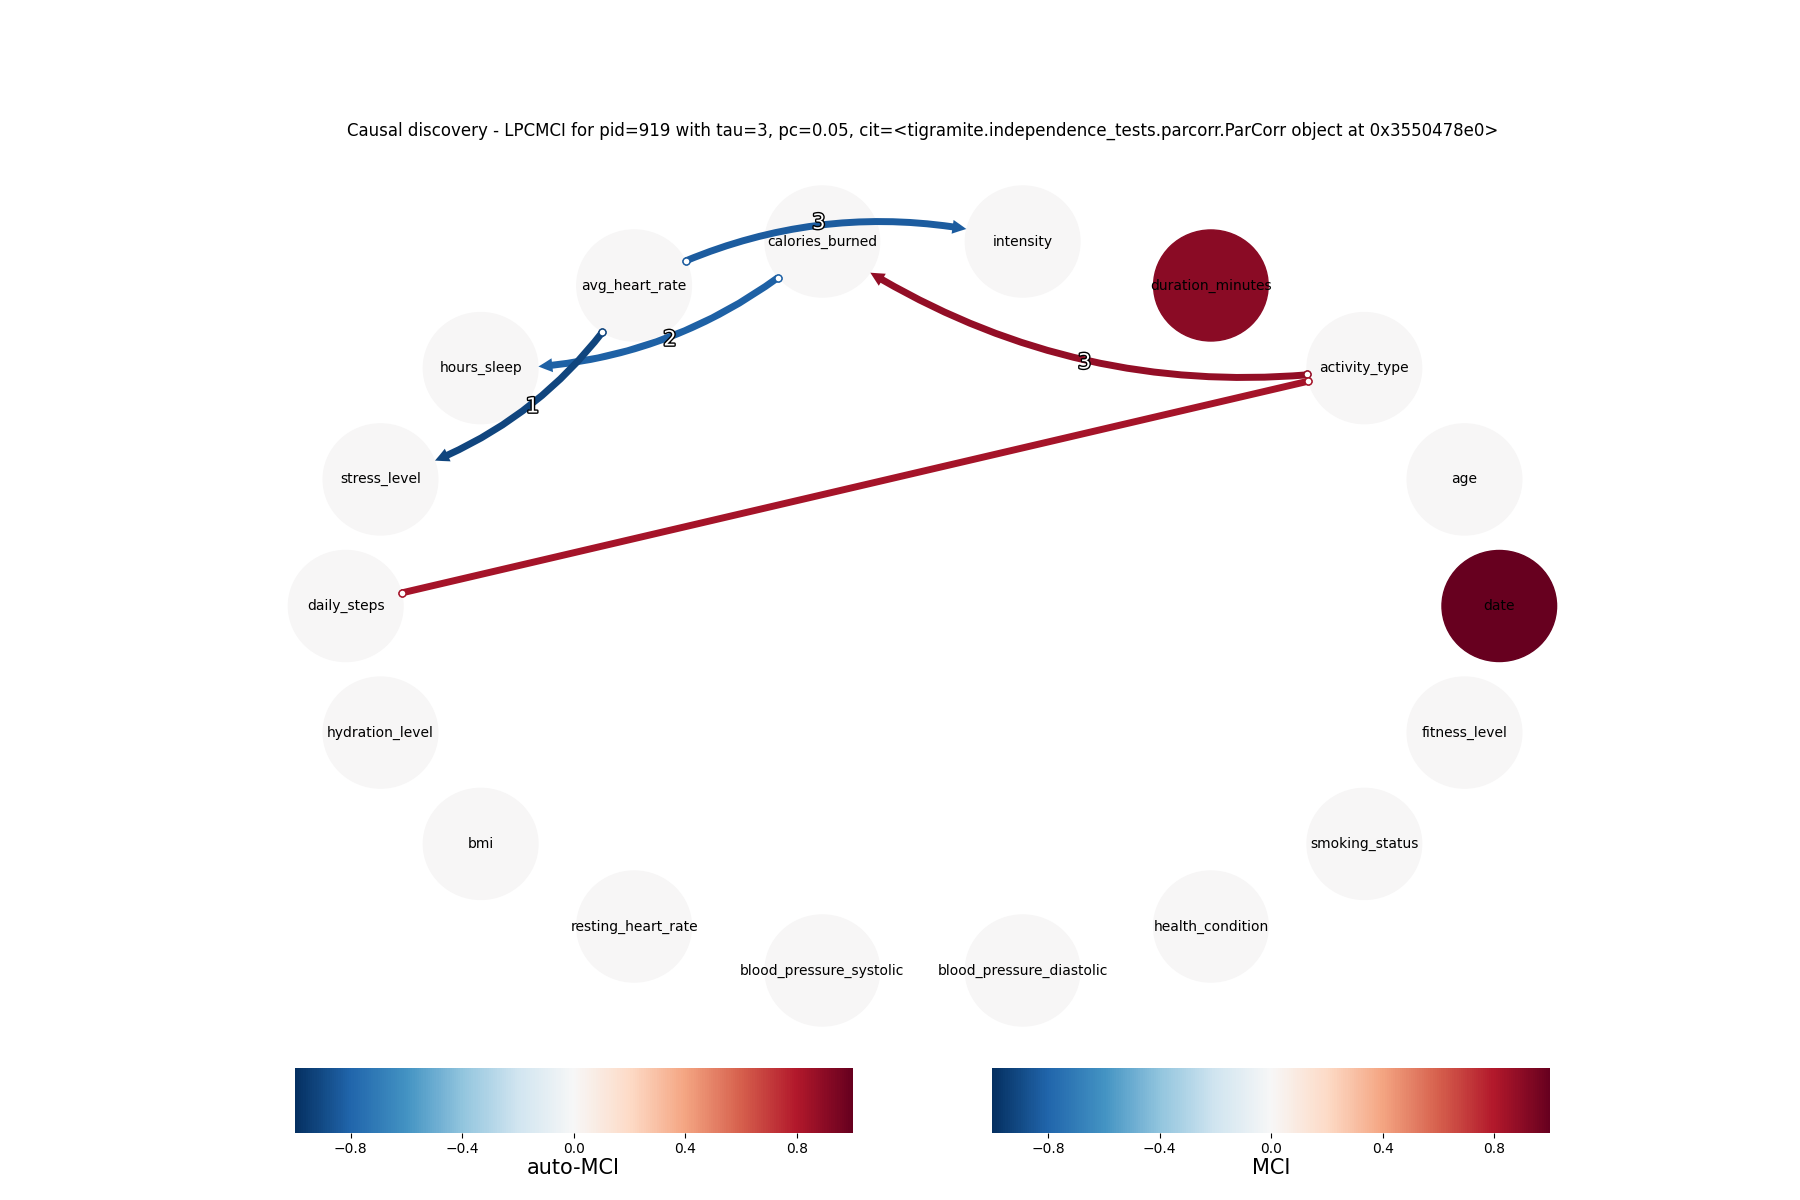 Causal discovery - LPCMCI for pid=919 with tau=3, pc=0.05, cit=<tigramite.independence_tests.parcorr.ParCorr object at 0x3550478e0>
3
calories_burned
intensity
avg_heart_rate
duration_minutes
2
3
hours_sleep
activity_type
1
stress_level
age
daily_steps
date
hydration_level
fitness_level
bmi
smoking_status
resting_heart_rate
health_condition
blood_pressure_systolic
blood_pressure_diastolic
−0.8 −0.4 0.0 0.4 0.8
auto-MCI
−0.8 −0.4 0.0 0.4 0.8
MCI